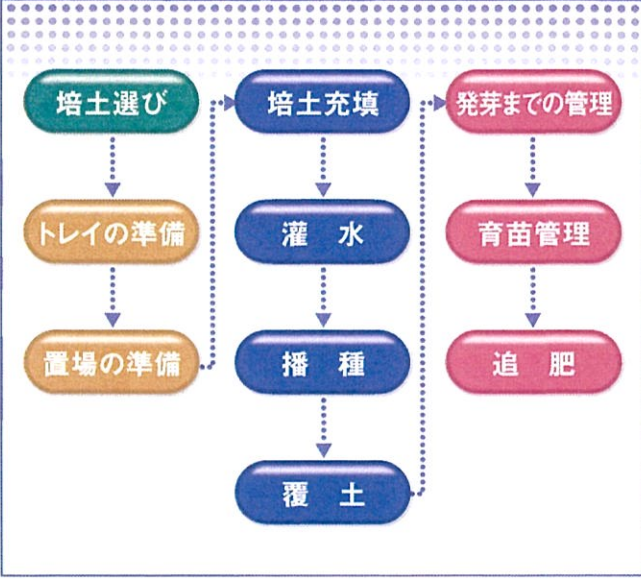 培土選び
トレイの準備
置場の準備
培土充填
灌 水
播 種
覆 土
発芽までの管理
育苗管理
追 肥